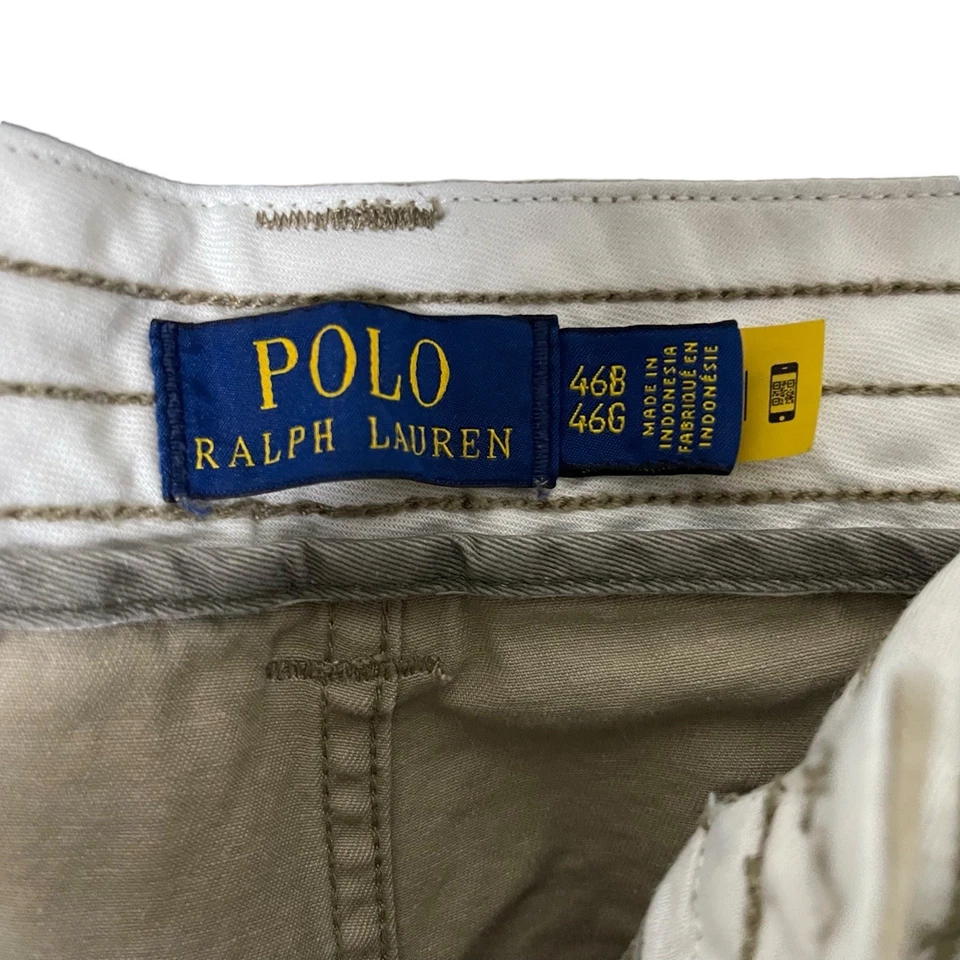 POLO
RALPH LAUREN
46B
46G
MADE IN
INDONESIA
FABRIQUÉ EN
INDONÉSIE